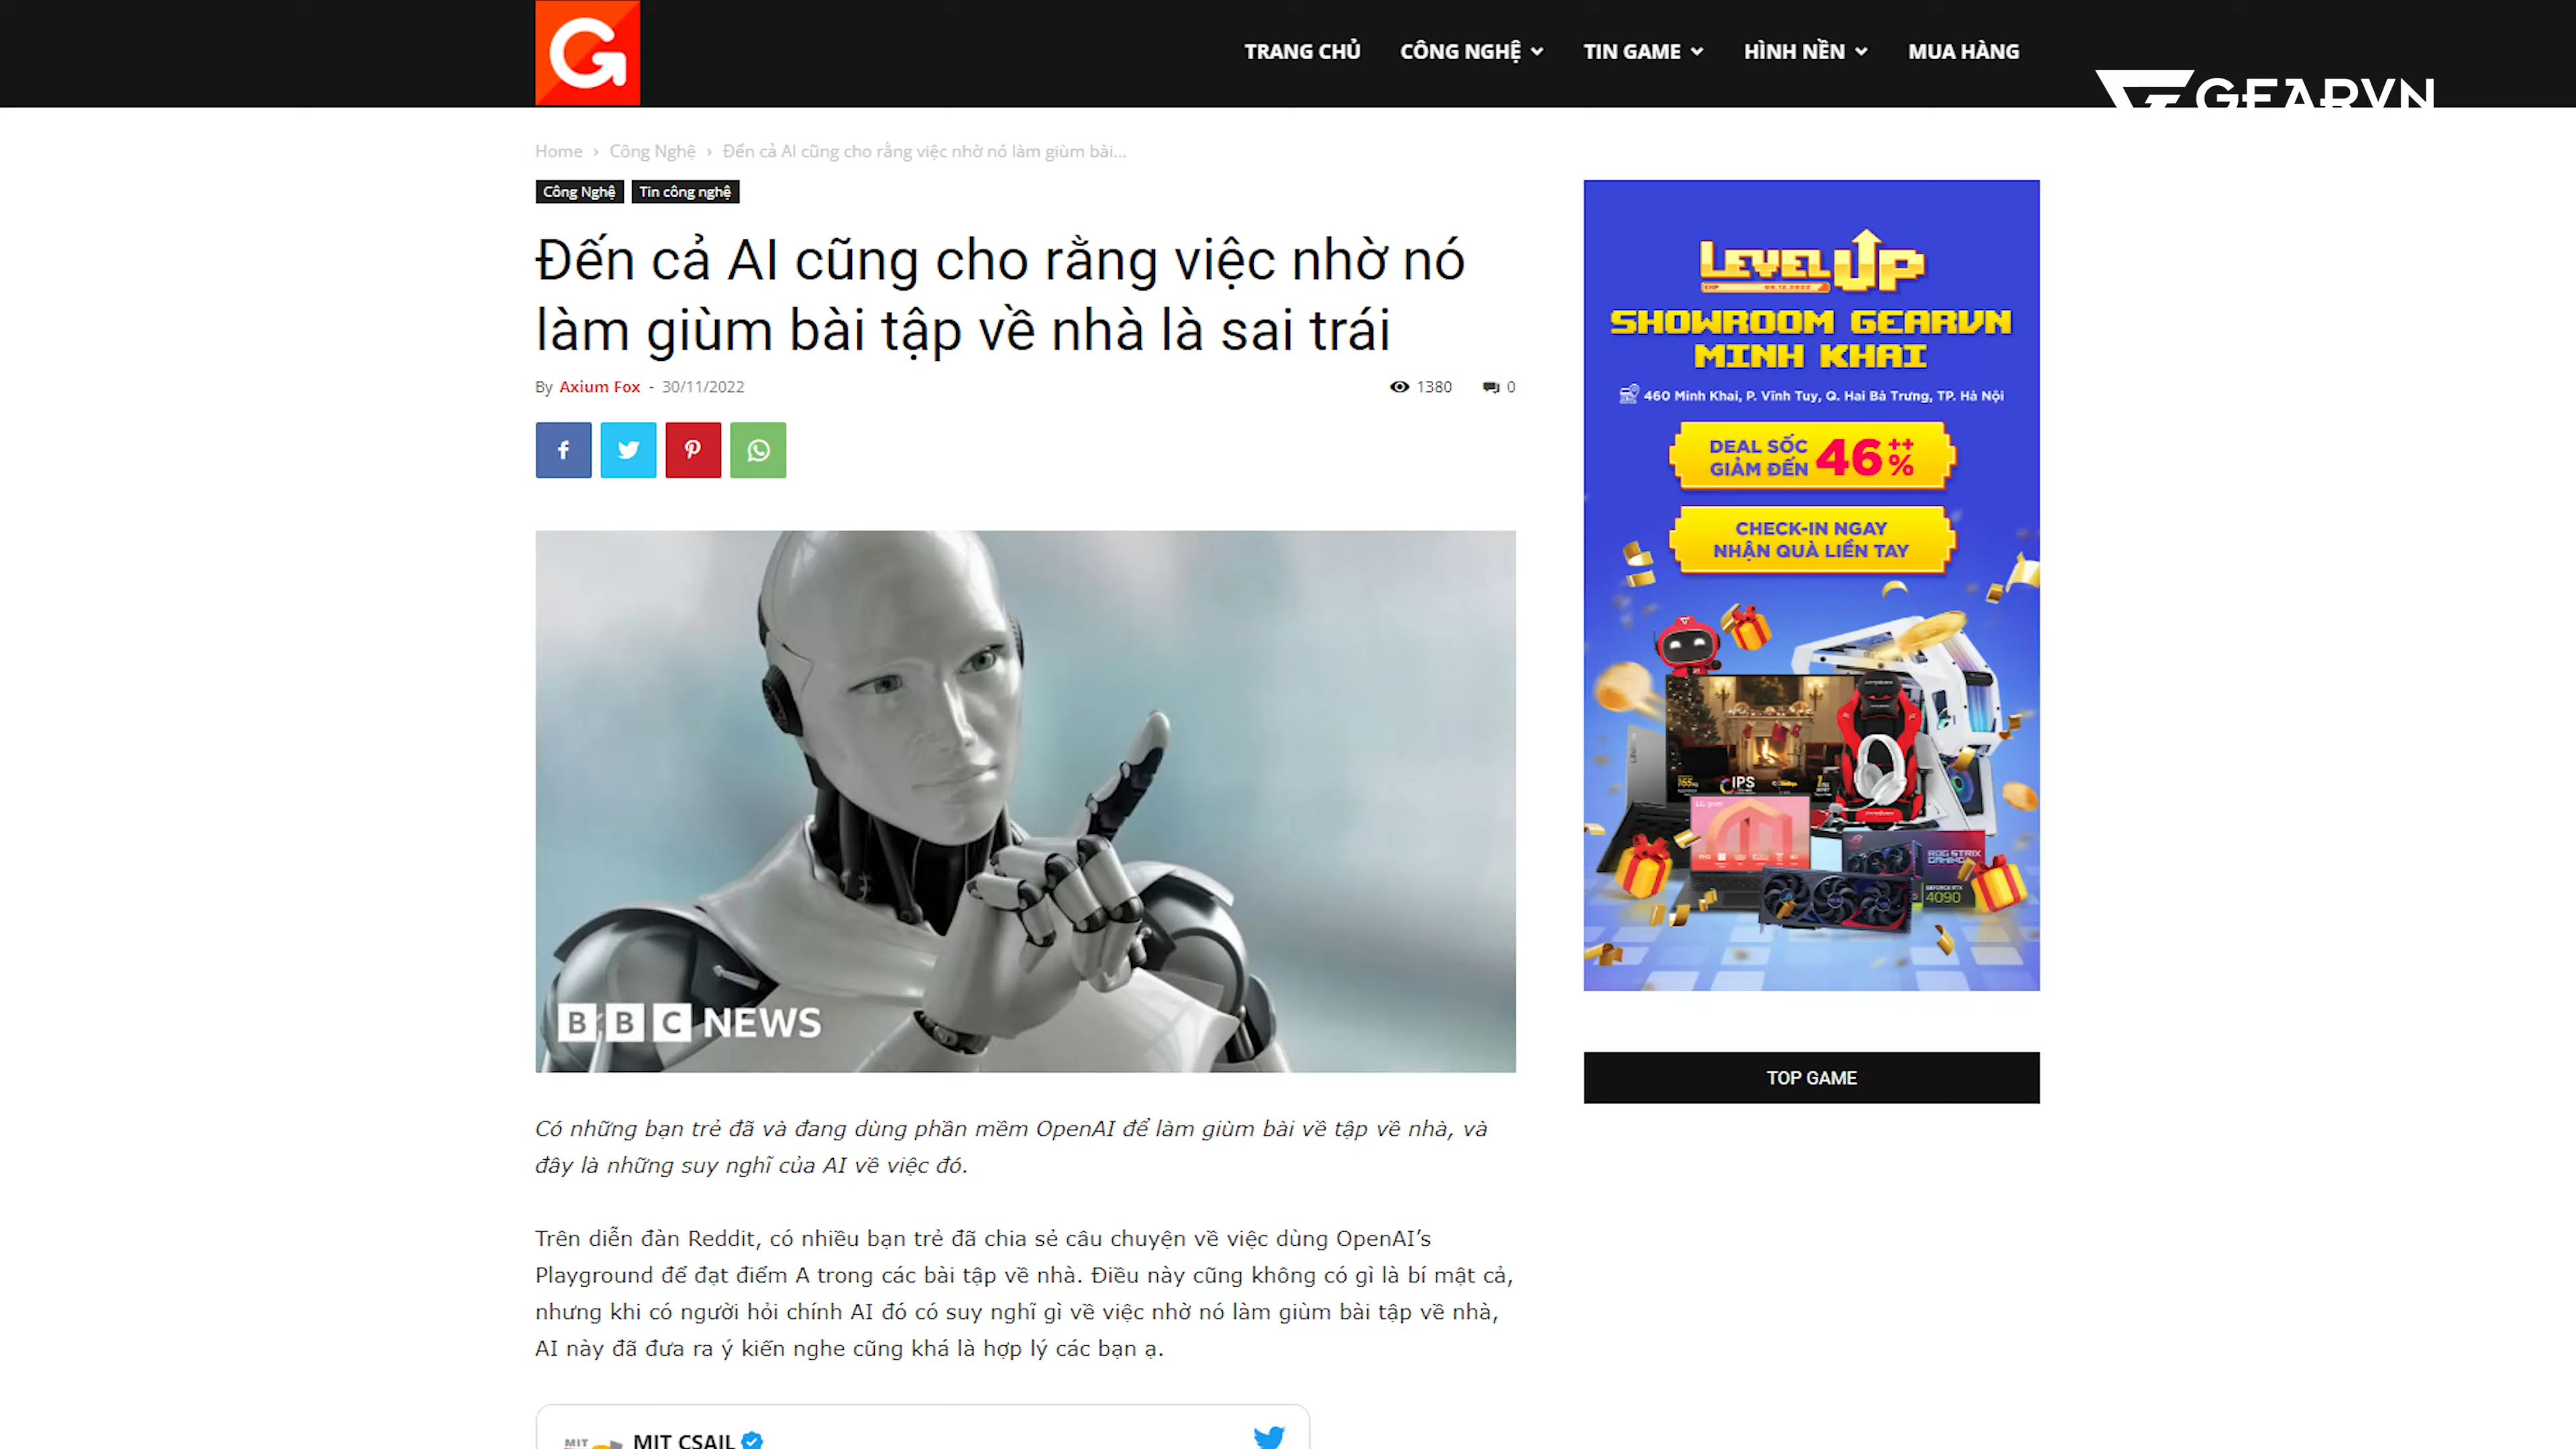 TRANG CHỦ CÔNG NGHỆ TIN GAME HÌNH NỀN MUA HÀNG
GEARVN
Home › Công Nghệ › Đến cả AI cũng cho rằng việc nhờ nó làm giùm bài...
Công Nghệ Tin công nghệ
Đến cả AI cũng cho rằng việc nhờ nó
làm giùm bài tập về nhà là sai trái
By Axium Fox - 30/11/2022 1380 0
BBC NEWS
Có những bạn trẻ đã và đang dùng phần mềm OpenAI để làm giùm bài về tập về nhà, và
đây là những suy nghĩ của AI về việc đó.
Trên diễn đàn Reddit, có nhiều bạn trẻ đã chia sẻ câu chuyện về việc dùng OpenAI’s
Playground để đạt điểm A trong các bài tập về nhà. Điều này cũng không có gì là bí mật cả,
nhưng khi có người hỏi chính AI đó có suy nghĩ gì về việc nhờ nó làm giùm bài tập về nhà,
AI này đã đưa ra ý kiến nghe cũng khá là hợp lý các bạn ạ.
MIT CSAIL
LEVEL UP
SHOWROOM GEARVN
MINH KHAI
460 Minh Khai, P. Vĩnh Tuy, Q. Hai Bà Trưng, TP. Hà Nội
DEAL SỐC
GIẢM ĐẾN 46++%
CHECK-IN NGAY
NHẬN QUÀ LIỀN TAY
IPS
LG gram
ROG STRIX
GAMING
GEFORCE RTX
4090
TOP GAME